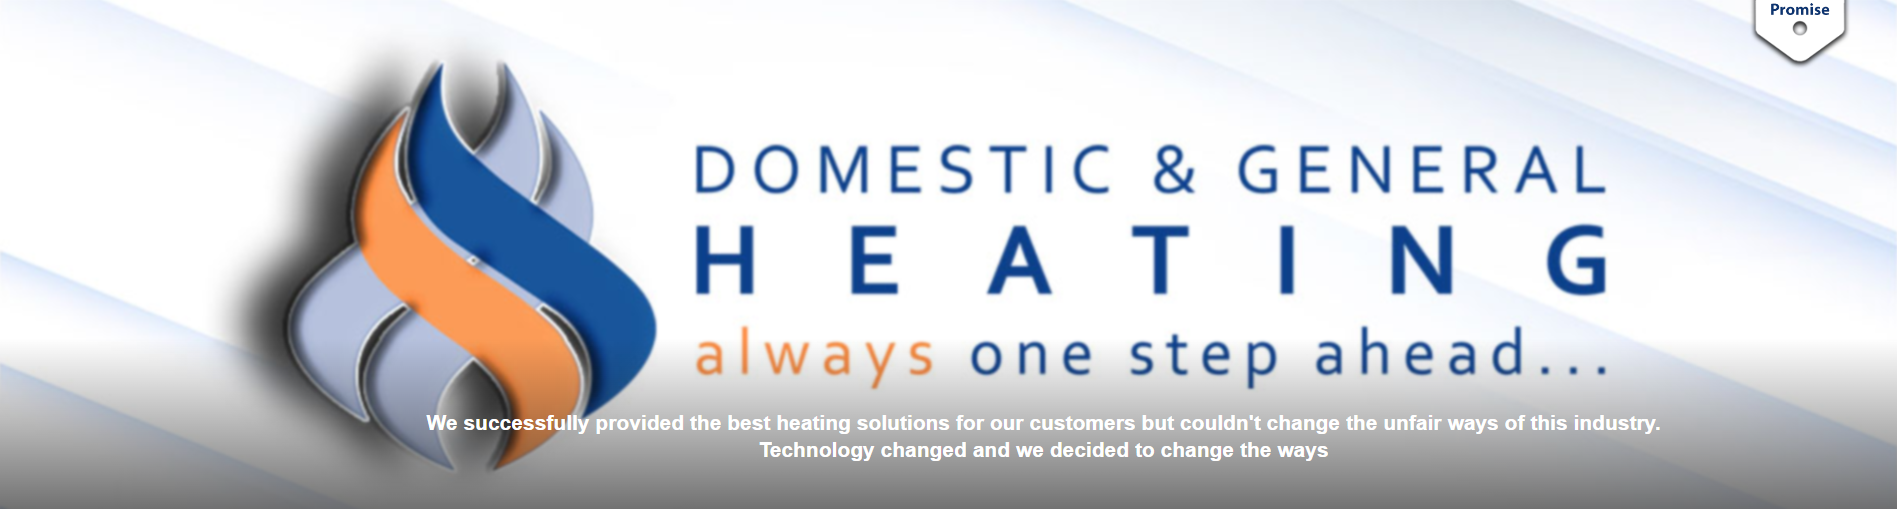 Promise
DOMESTIC & GENERAL
HEATING
always one step ahead...
We successfully provided the best heating solutions for our customers but couldn't change the unfair ways of this industry.
Technology changed and we decided to change the ways